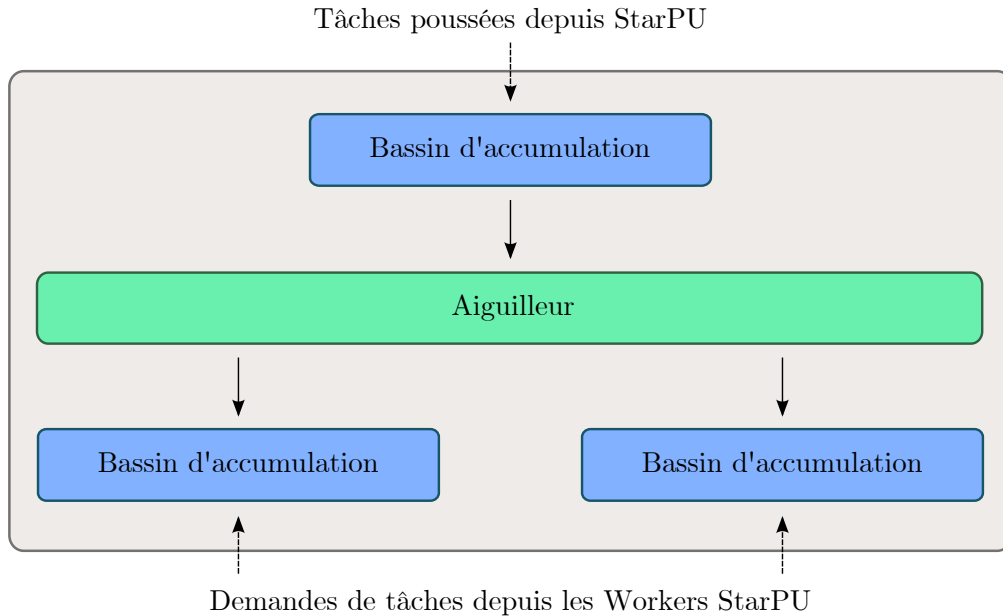 Tâches poussées depuis StarPU
Bassin d'accumulation
Aiguilleur
Bassin d'accumulation
Bassin d'accumulation
Demandes de tâches depuis les Workers StarPU